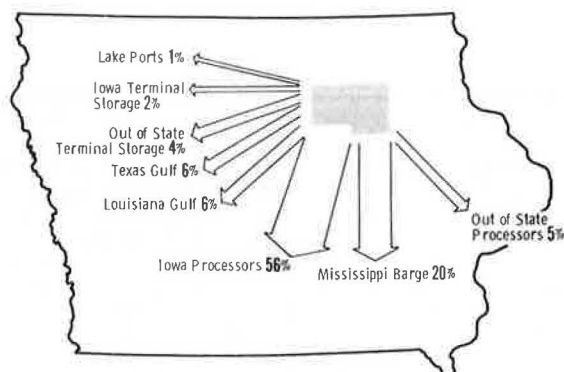 Lake Ports 1%
Iowa Terminal
Storage 2%
Out of State
Terminal Storage 4%
Texas Gulf 6%
Louisiana Gulf 6%
Iowa Processors 56%
Mississippi Barge 20%
Out of State
Processors 5%